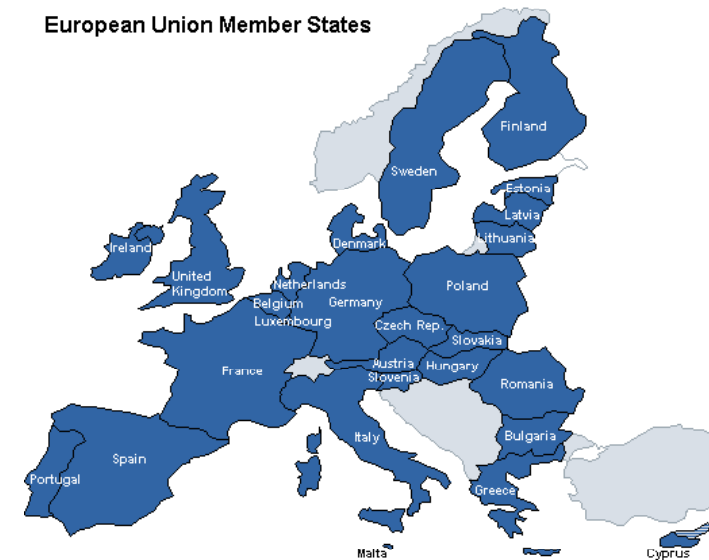 European Union Member States
Finland
Sweden
Estonia
Latvia
Lithuania
Denmark
Ireland
United
Kingdom
Netherlands
Belgium
Germany
Luxembourg
Poland
Czech Rep.
Slovakia
France
Austria
Hungary
Slovenia
Romania
Italy
Bulgaria
Spain
Portugal
Greece
Malta
Cyprus